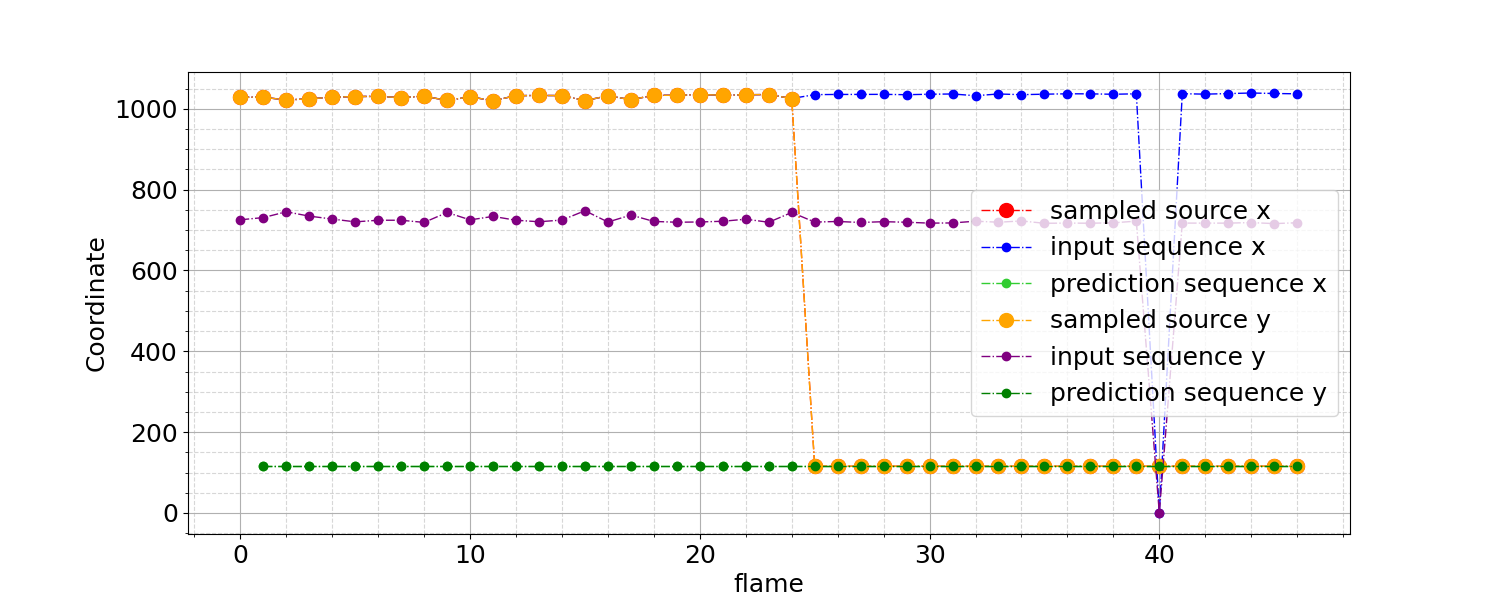 1000
800
600
400
200
0
Coordinate
sampled source x
input sequence x
prediction sequence x
sampled source y
input sequence y
prediction sequence y
0 10 20 30 40
flame